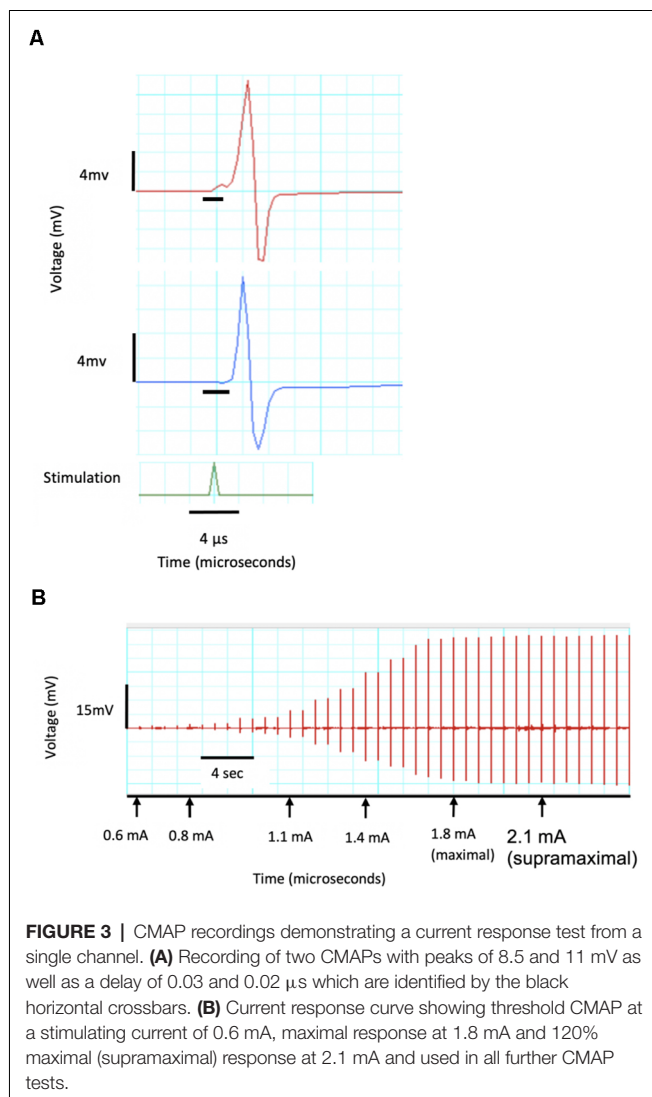 A
4mv
Voltage (mV)
4mv
Stimulation
4 µs
Time (microseconds)
B
Voltage (mV)
15mV
4 sec
0.6 mA
0.8 mA
1.1 mA
1.4 mA
1.8 mA
(maximal)
2.1 mA
(supramaximal)
Time (microseconds)
FIGURE 3 | CMAP recordings demonstrating a current response test from a
single channel. (A) Recording of two CMAPs with peaks of 8.5 and 11 mV as
well as a delay of 0.03 and 0.02 µs which are identified by the black
horizontal crossbars. (B) Current response curve showing threshold CMAP at
a stimulating current of 0.6 mA, maximal response at 1.8 mA and 120%
maximal (supramaximal) response at 2.1 mA and used in all further CMAP
tests.